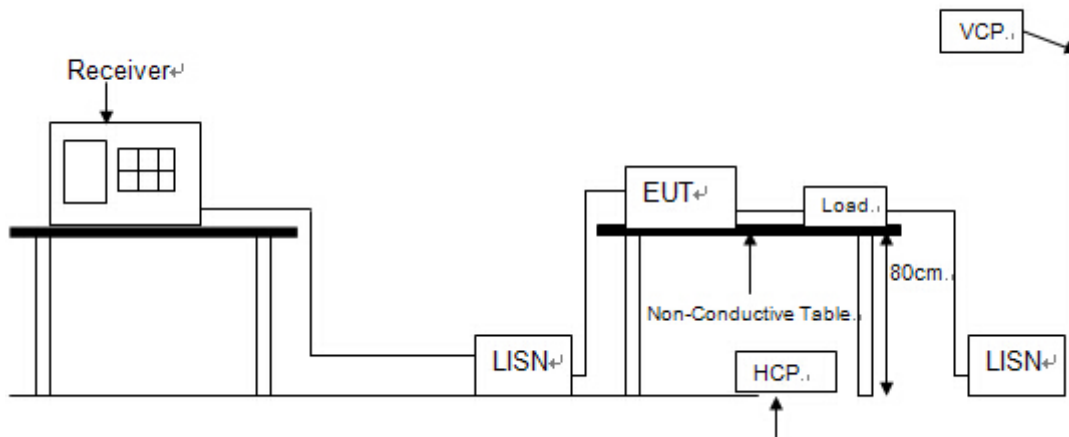 VCP.
Receiver↵
EUT↵
Load.
80cm.
Non-Conductive Table.
LISN↵
HCP.
LISN↵